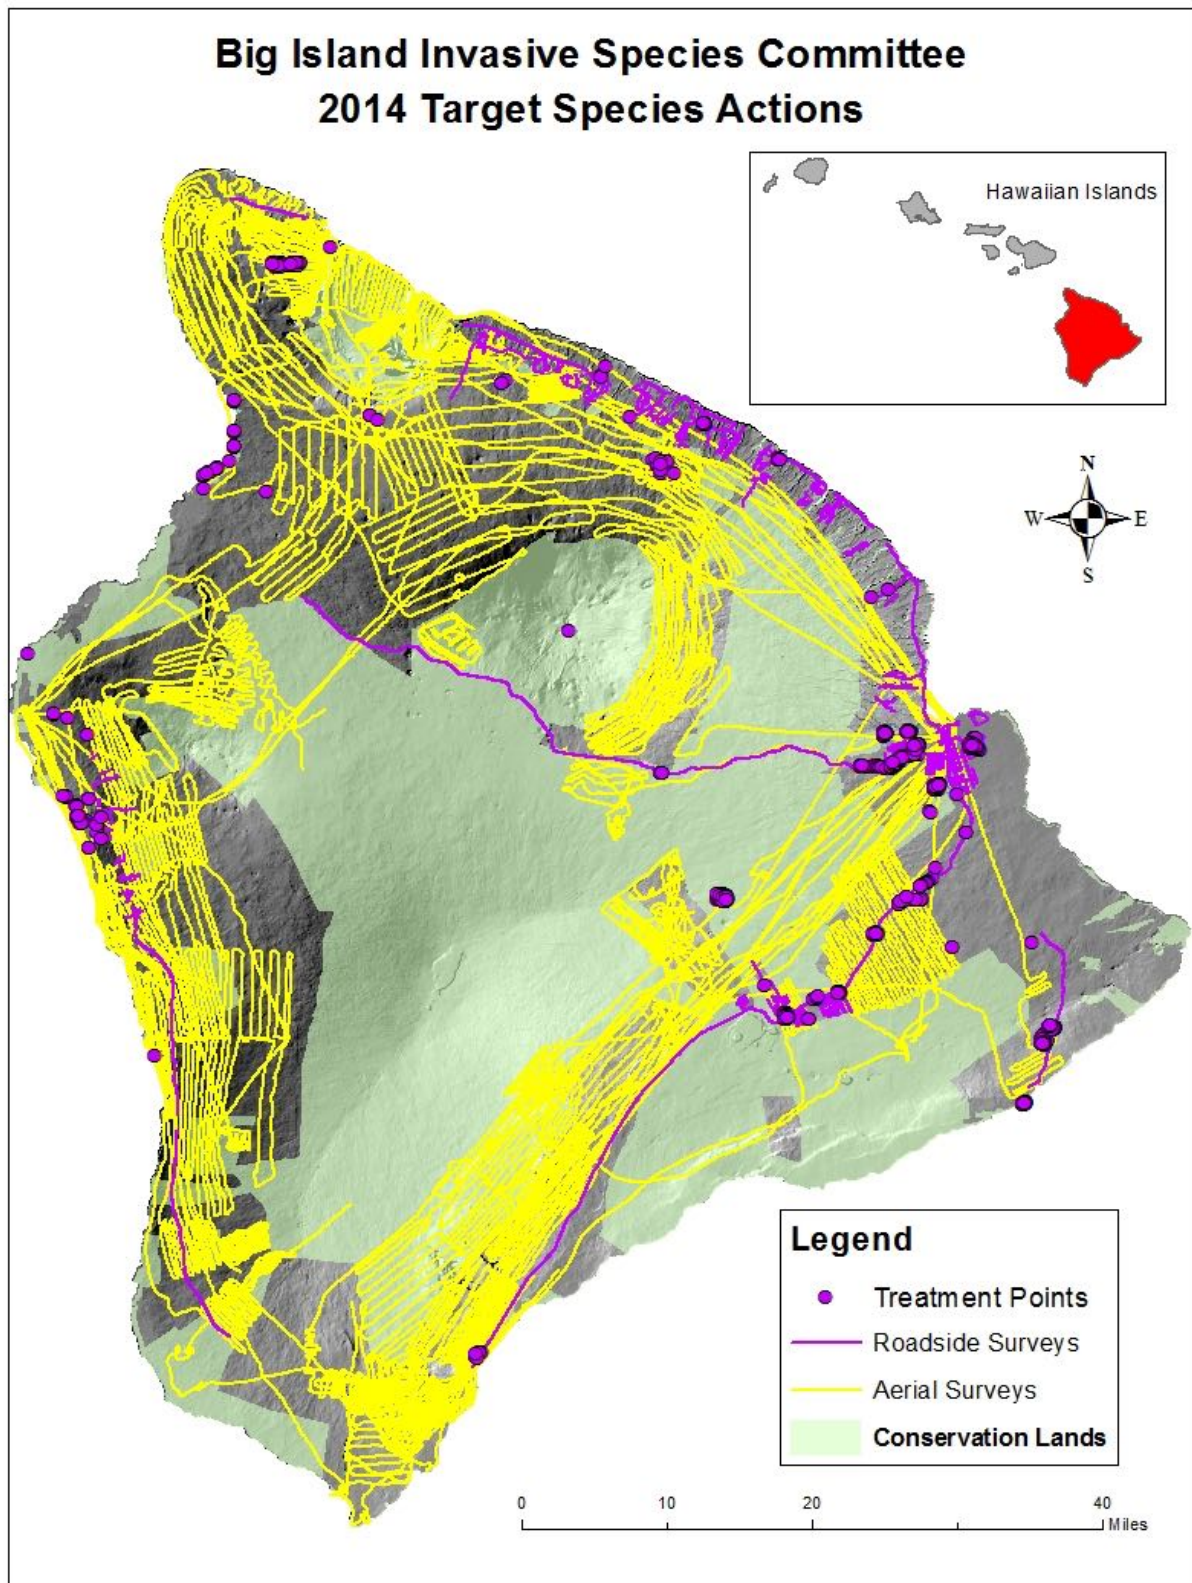 Big Island Invasive Species Committee
2014 Target Species Actions
Hawaiian Islands
N
W E
S
Legend
Treatment Points
Roadside Surveys
Aerial Surveys
Conservation Lands
0 10 20 40
Miles